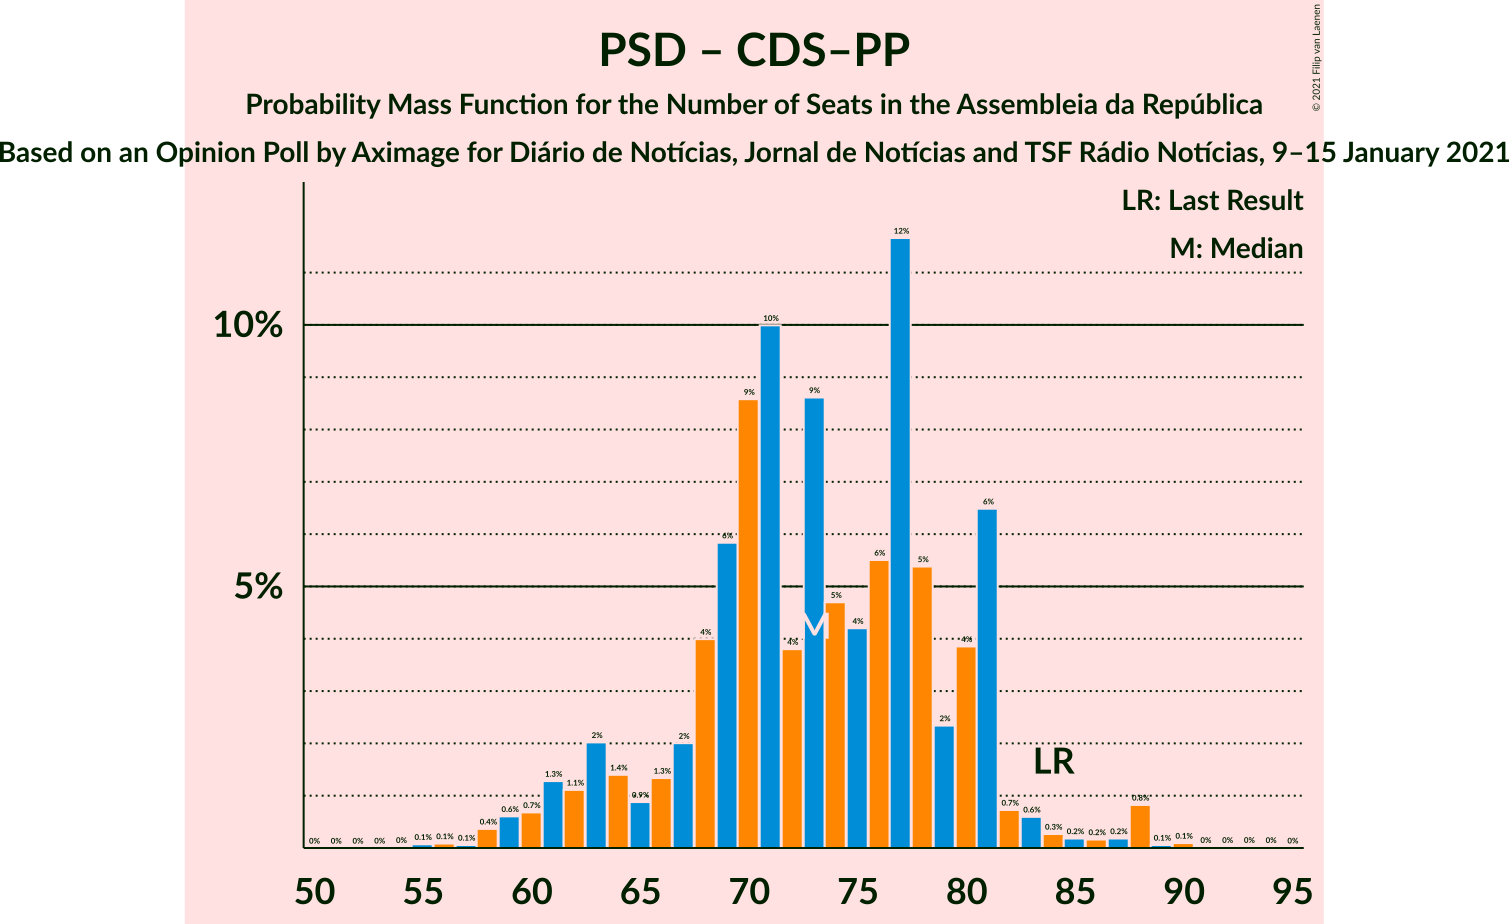 PSD – CDS–PP
Probability Mass Function for the Number of Seats in the Assembleia da República
Based on an Opinion Poll by Aximage for Diário de Notícias, Jornal de Notícias and TSF Rádio Notícias, 9–15 January 2021
© 2021 Filip van Laenen
LR: Last Result
M: Median
10%
5%
0% 0% 0% 0% 0% 0.1% 0.1% 0.1% 0.4% 0.6% 0.7% 1.3% 1.1% 2% 1.4% 0.9% 1.3% 2% 4% 6% 9% 10% 4% 9% 5% 4% 6% 12% 5% 2% 4% 6% 0.7% 0.6% 0.3% 0.2% 0.2% 0.2% 0.8% 0.1% 0.1% 0% 0% 0% 0% 0%
M
LR
50 55 60 65 70 75 80 85 90 95